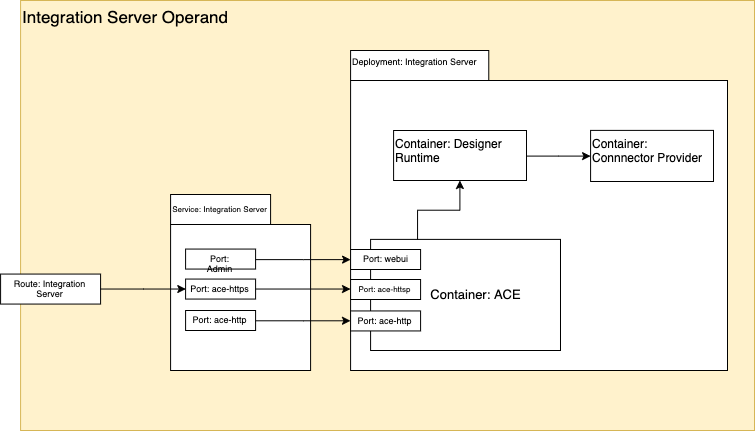 Integration Server Operand
Deployment: Integration Server
Container: Designer
Runtime
Container:
Connnector Provider
Service: Integration Server
Port:
Admin
Port: webui
Route: Integration
Server
Port: ace-https
Port: ace-httsp
Container: ACE
Port: ace-http
Port: ace-http